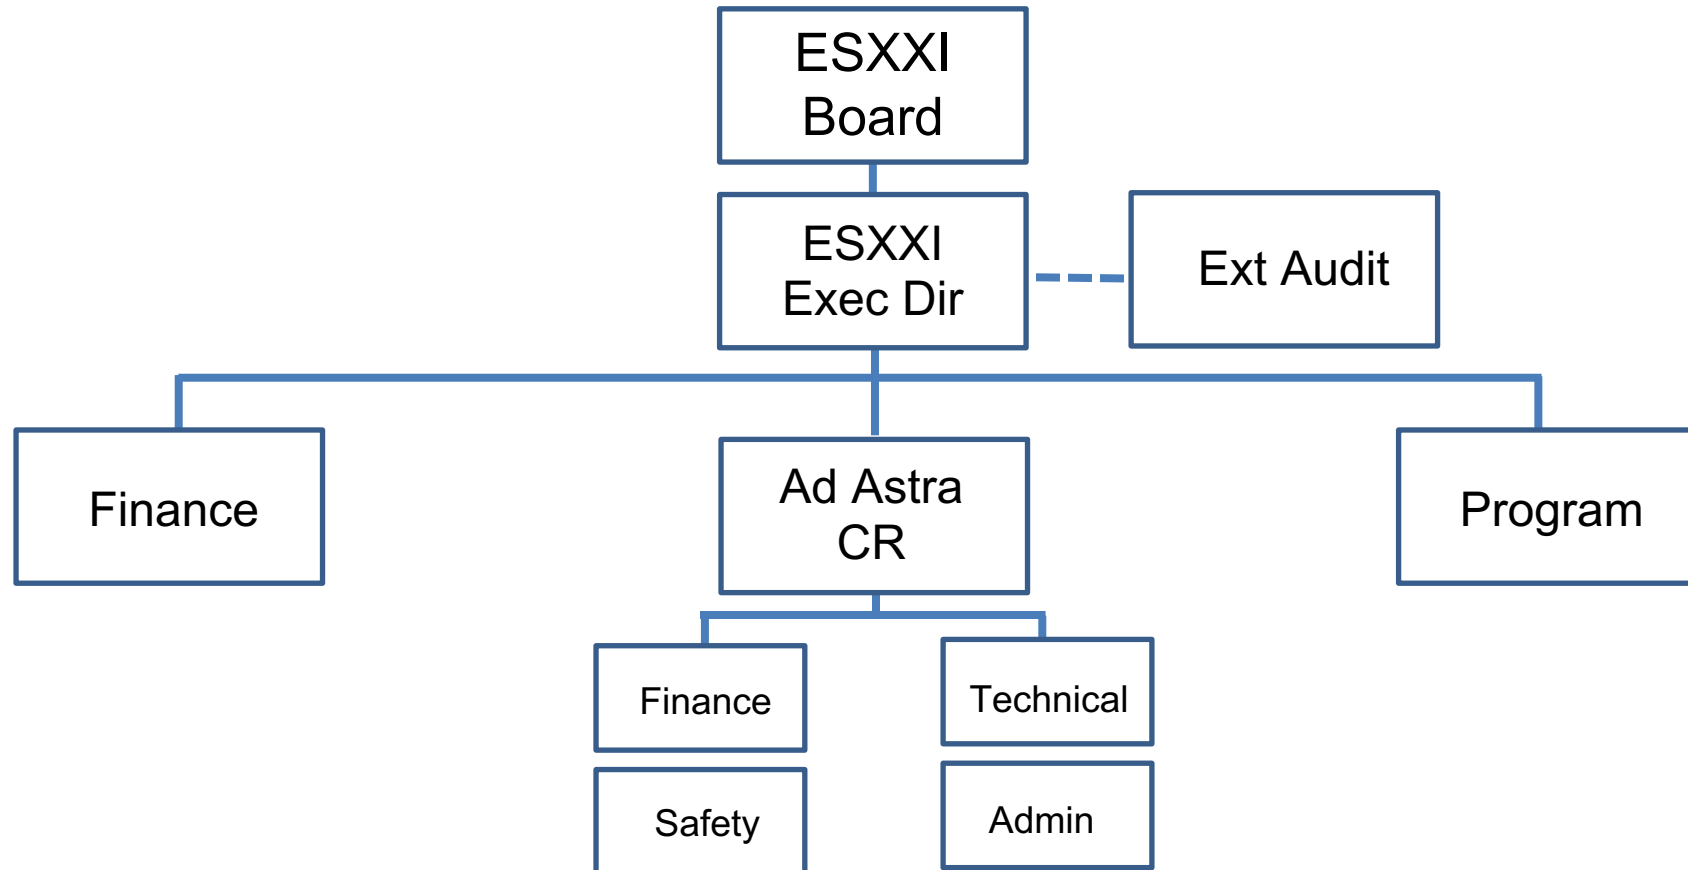 ESXXI
Board
ESXXI
Exec Dir
Ext Audit
Finance
Ad Astra
CR
Program
Finance
Technical
Safety
Admin